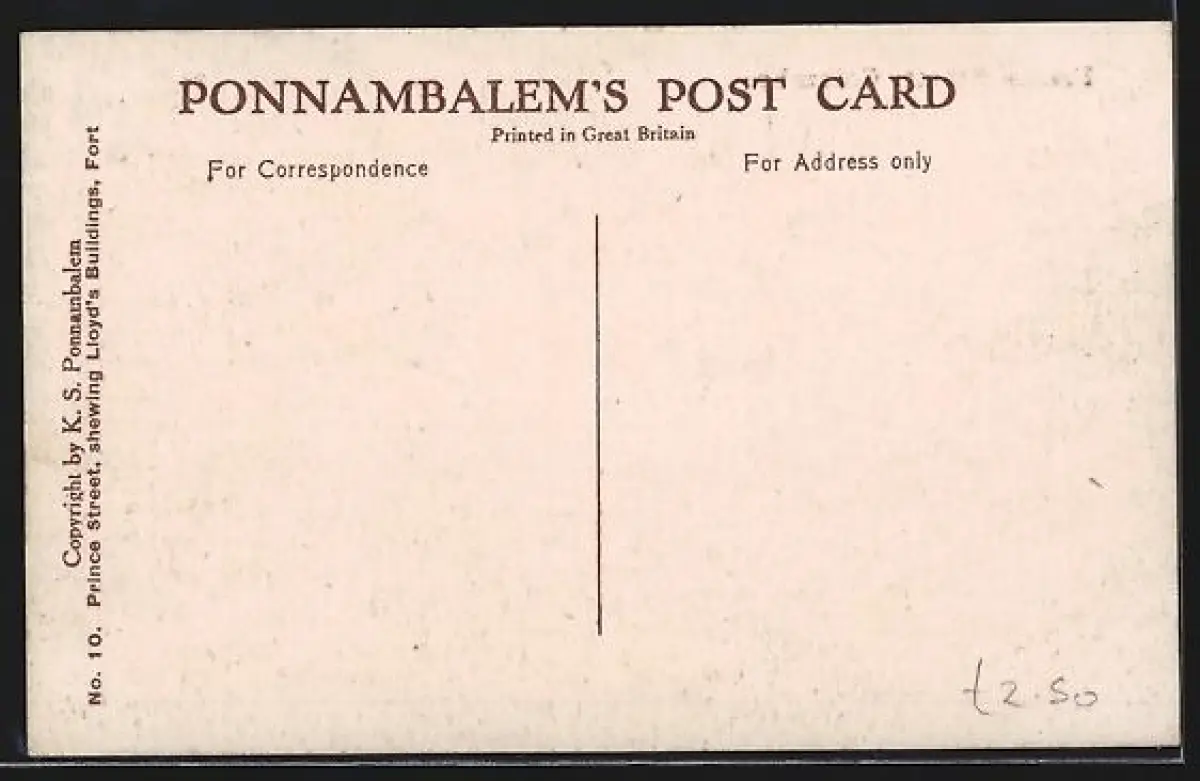 PONNAMBALEM'S POST CARD
Printed in Great Britain
For Correspondence
For Address only
Copyright by K. S. Ponnambalem
No. 10. Prince Street, shewing Lloyd's Buildings, Fort
£2.50